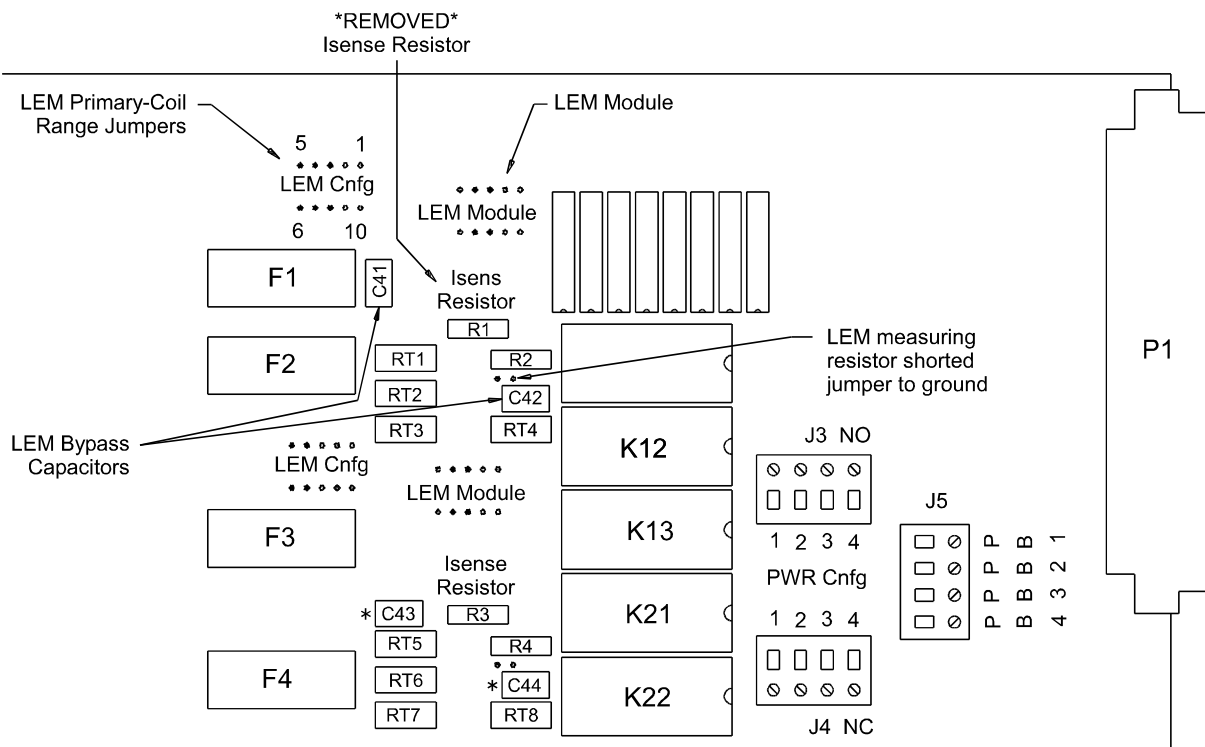 *REMOVED*
Isense Resistor
LEM Primary-Coil
Range Jumpers
LEM Module
5 1
LEM Cnfg
6 10
LEM Module
F1
C41
Isens
Resistor
R1
F2
RT1
R2
LEM measuring
resistor shorted
jumper to ground
P1
RT2
C42
RT3
RT4
LEM Bypass
Capacitors
LEM Cnfg
LEM Module
K12
J3 NO
F3
K13
1 2 3 4
J5
P B 1
P B 2
P B 3
P B 4
PWR Cnfg
Isense
Resistor
* C43
R3
K21
1 2 3 4
RT5
R4
F4
RT6
* C44
K22
RT7
RT8
J4 NC